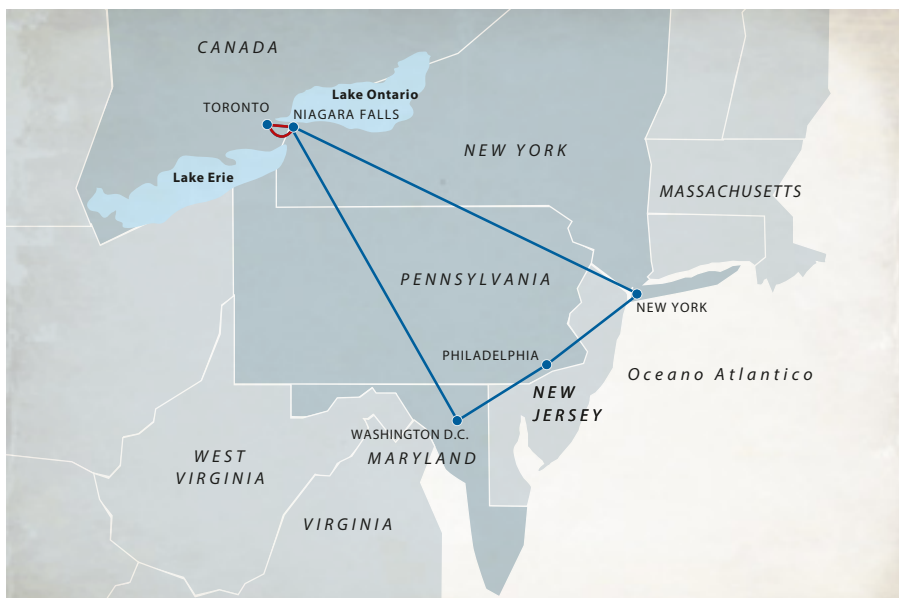 CANADA
Lake Ontario
TORONTO
NIAGARA FALLS
NEW YORK
Lake Erie
MASSACHUSETTS
PENNSYLVANIA
NEW YORK
PHILADELPHIA
Oceano Atlantico
NEW
JERSEY
WASHINGTON D.C.
MARYLAND
WEST
VIRGINIA
VIRGINIA